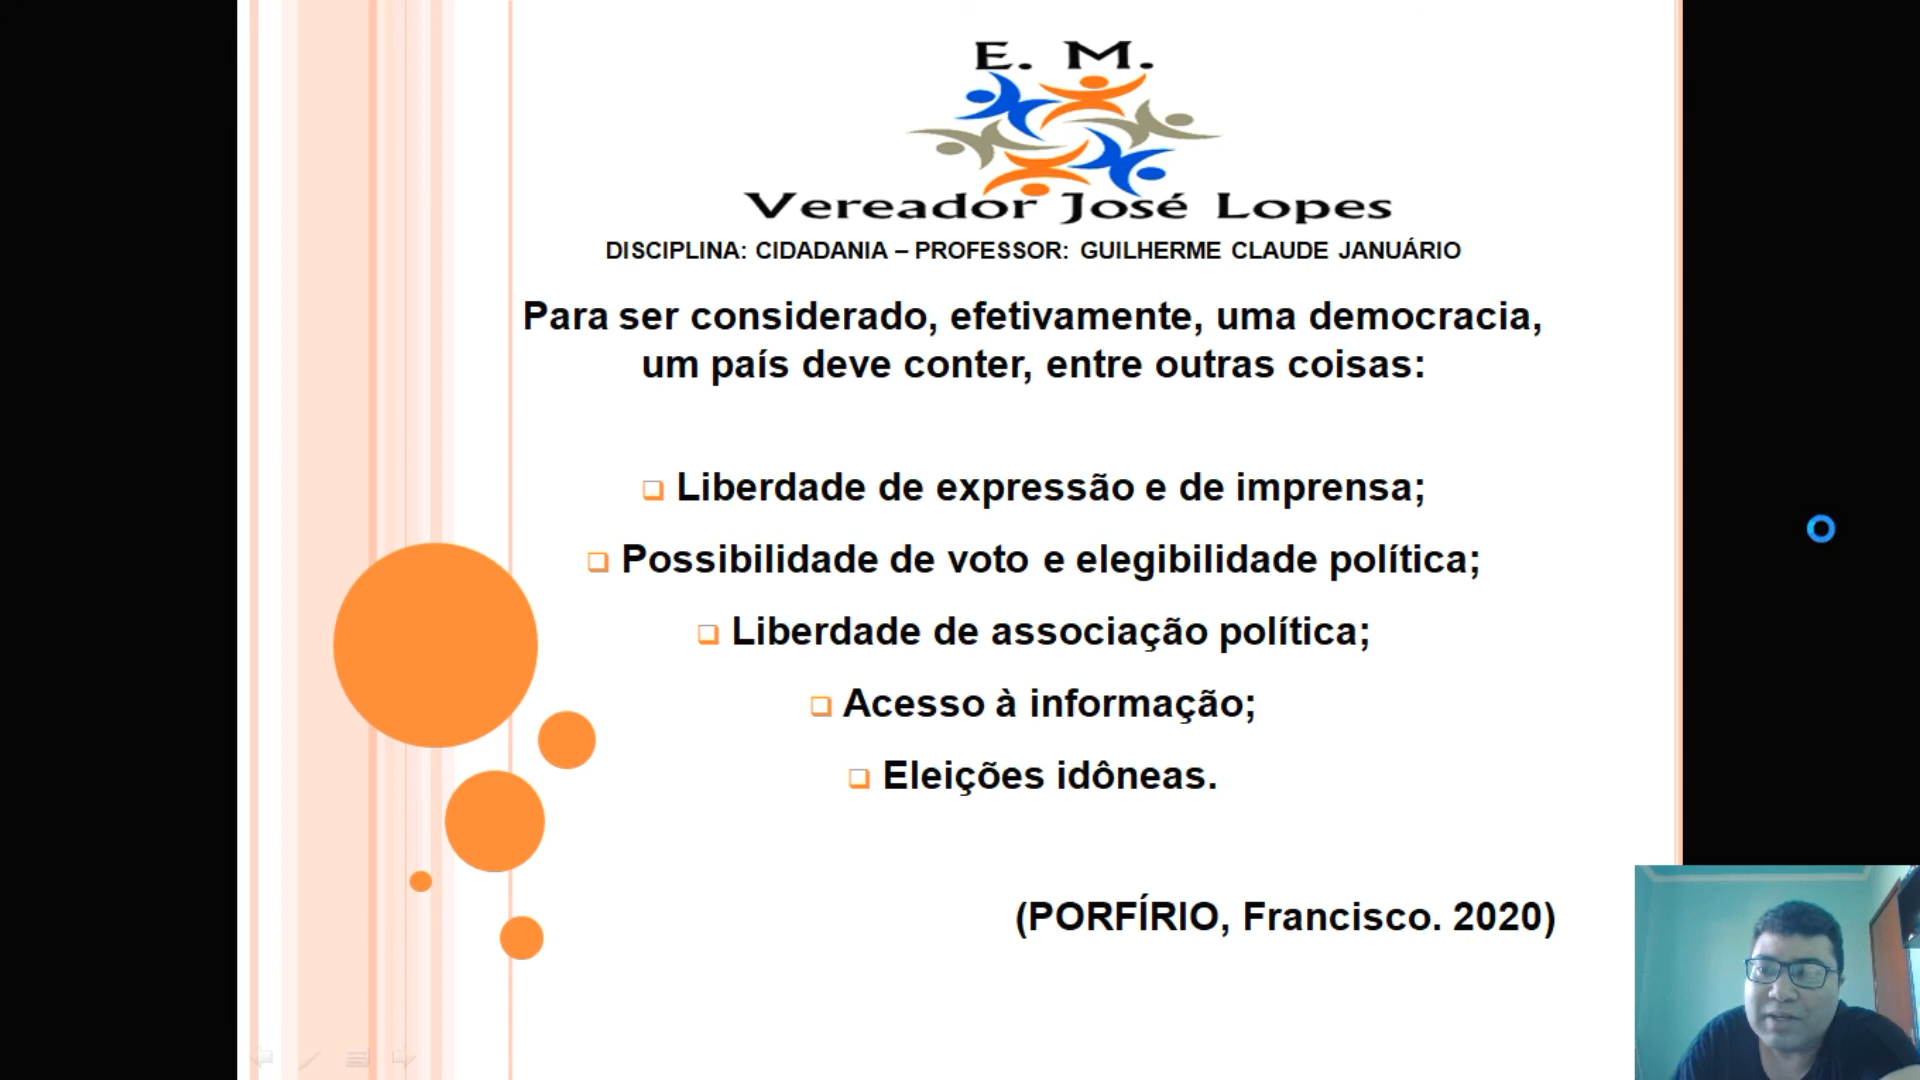 E. M.
Vereador José Lopes
DISCIPLINA: CIDADANIA – PROFESSOR: GUILHERME CLAUDE JANUÁRIO
Para ser considerado, efetivamente, uma democracia,
um país deve conter, entre outras coisas:
Liberdade de expressão e de imprensa;
Possibilidade de voto e elegibilidade política;
Liberdade de associação política;
Acesso à informação;
Eleições idôneas.
(PORFÍRIO, Francisco. 2020)